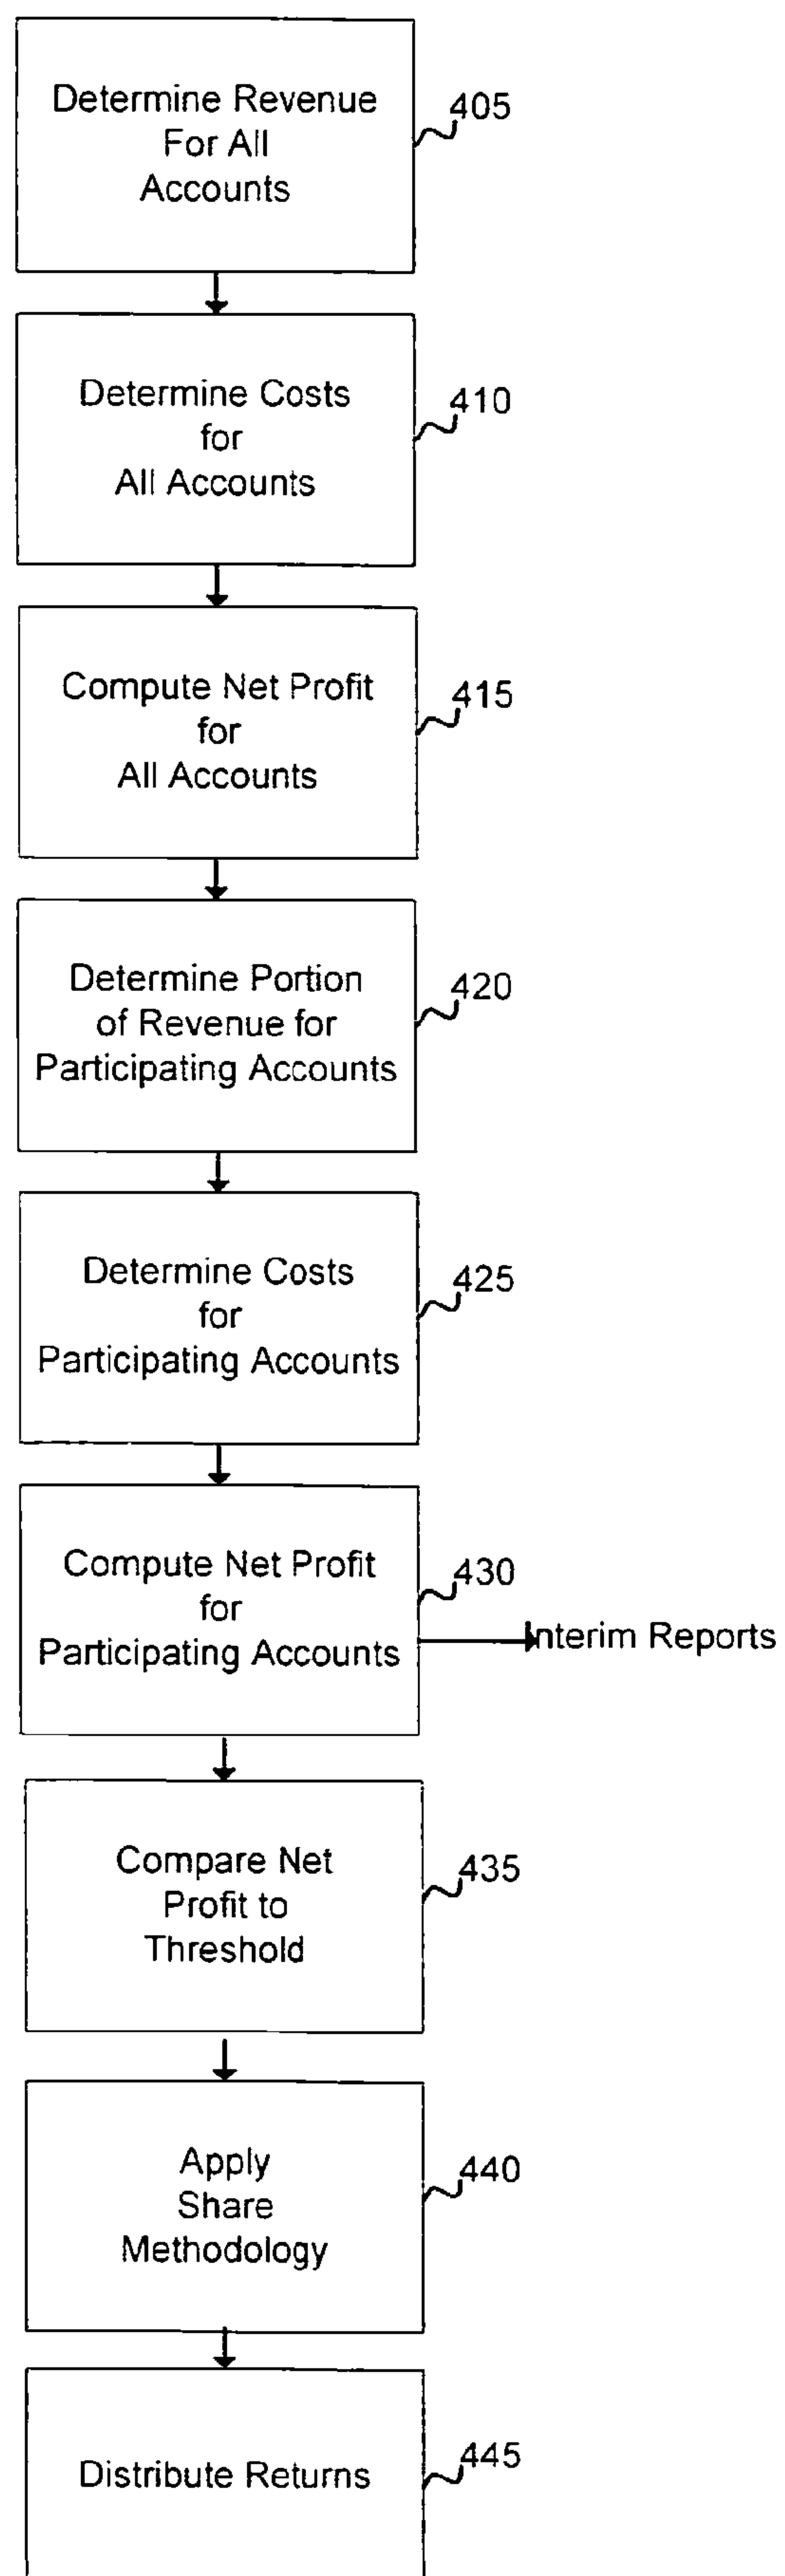 Determine Revenue
For All
Accounts
405
Determine Costs
for
All Accounts
410
Compute Net Profit
for
All Accounts
415
Determine Portion
of Revenue for
Participating Accounts
420
Determine Costs
for
Participating Accounts
425
Compute Net Profit
for
Participating Accounts
430
Interim Reports
Compare Net
Profit to
Threshold
435
Apply
Share
Methodology
440
Distribute Returns
445